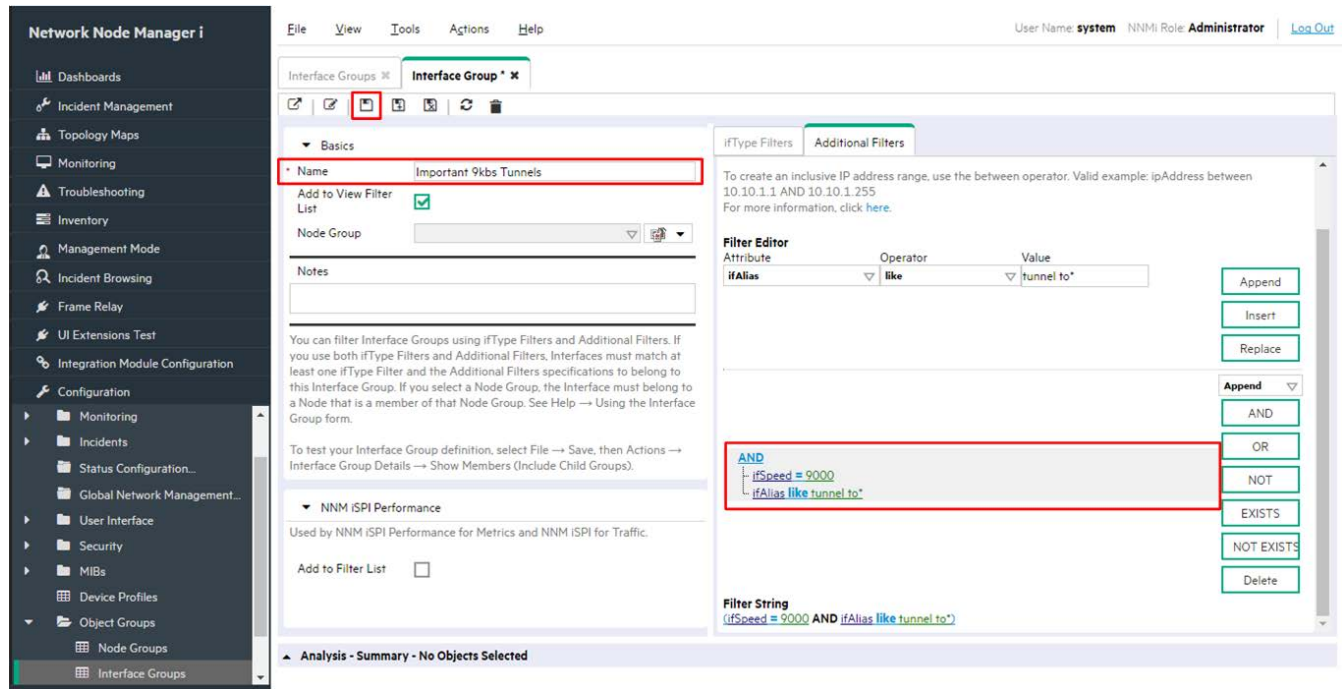 Network Node Manager i
File View Tools Actions Help
User Name: system NNMi Role: Administrator Log Out
Dashboards
Incident Management
Topology Maps
Monitoring
Troubleshooting
Inventory
Management Mode
Incident Browsing
Frame Relay
UI Extensions Test
Integration Module Configuration
Configuration
Monitoring
Incidents
Status Configuration...
Global Network Management...
User Interface
Security
MIBs
Device Profiles
Object Groups
Node Groups
Interface Groups
Interface Groups
Interface Group *
Basics
* Name Important 9kbs Tunnels
Add to View Filter
List
Node Group
Notes
You can filter Interface Groups using ifType Filters and Additional Filters. If
you use both ifType Filters and Additional Filters, Interfaces must match at
least one ifType Filter and the Additional Filters specifications to belong to
this Interface Group. If you select a Node Group, the Interface must belong to
a Node that is a member of that Node Group. See Help → Using the Interface
Group form.
To test your Interface Group definition, select File → Save, then Actions →
Interface Group Details → Show Members (Include Child Groups).
NNM iSPI Performance
Used by NNM iSPI Performance for Metrics and NNM iSPI for Traffic.
Add to Filter List
ifType Filters
Additional Filters
To create an inclusive IP address range, use the between operator. Valid example: ipAddress between
10.10.1.1 AND 10.10.1.255
For more information, click here.
Filter Editor
Attribute Operator Value
ifAlias like tunnel to*
Append
Insert
Replace
Append
AND
OR
NOT
EXISTS
NOT EXISTS
Delete
AND
ifSpeed = 9000
ifAlias like tunnel to*
Filter String
(ifSpeed = 9000 AND ifAlias like tunnel to*)
Analysis - Summary - No Objects Selected